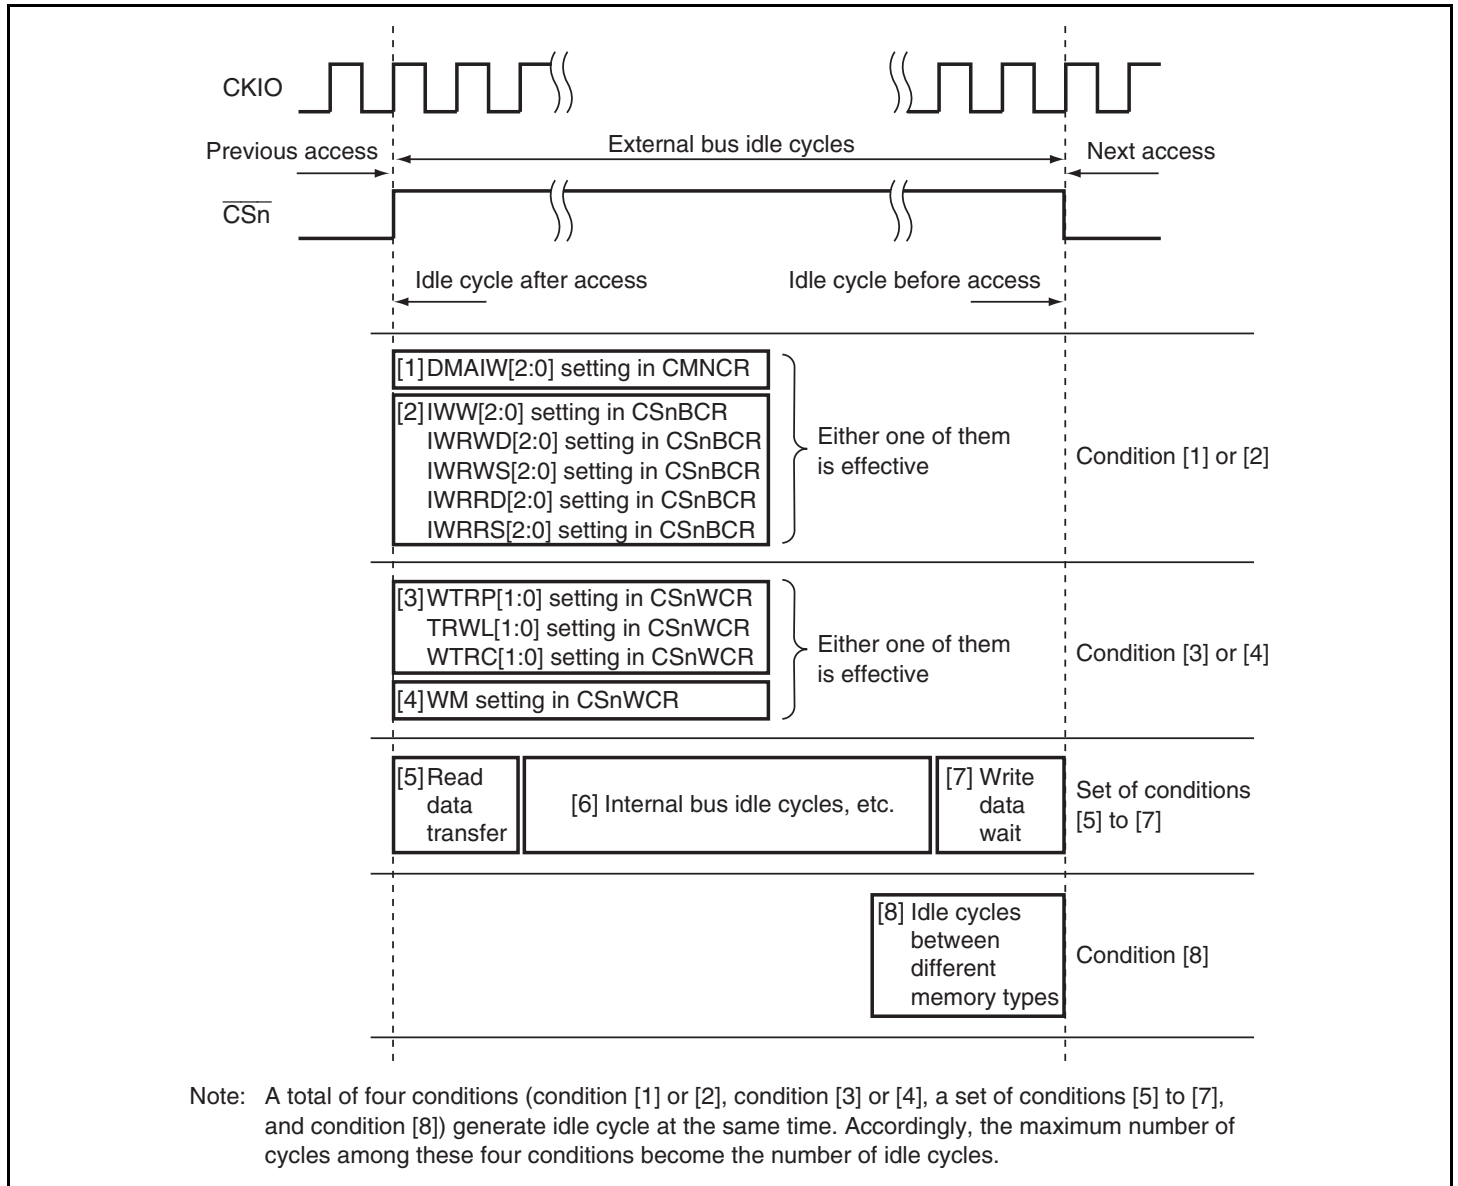 CKIO
External bus idle cycles
Previous access
Next access
CSn
Idle cycle after access
Idle cycle before access
[1] DMAIW[2:0] setting in CMNCR
[2] IWW[2:0] setting in CSnBCR
IWRWD[2:0] setting in CSnBCR
IWRWS[2:0] setting in CSnBCR
IWRRD[2:0] setting in CSnBCR
IWRRS[2:0] setting in CSnBCR
Either one of them
is effective
Condition [1] or [2]
[3] WTRP[1:0] setting in CSnWCR
TRWL[1:0] setting in CSnWCR
WTRC[1:0] setting in CSnWCR
[4] WM setting in CSnWCR
Either one of them
is effective
Condition [3] or [4]
[5] Read
data
transfer
[6] Internal bus idle cycles, etc.
[7] Write
data
wait
Set of conditions
[5] to [7]
[8] Idle cycles
between
different
memory types
Condition [8]
Note: A total of four conditions (condition [1] or [2], condition [3] or [4], a set of conditions [5] to [7],
and condition [8]) generate idle cycle at the same time. Accordingly, the maximum number of
cycles among these four conditions become the number of idle cycles.